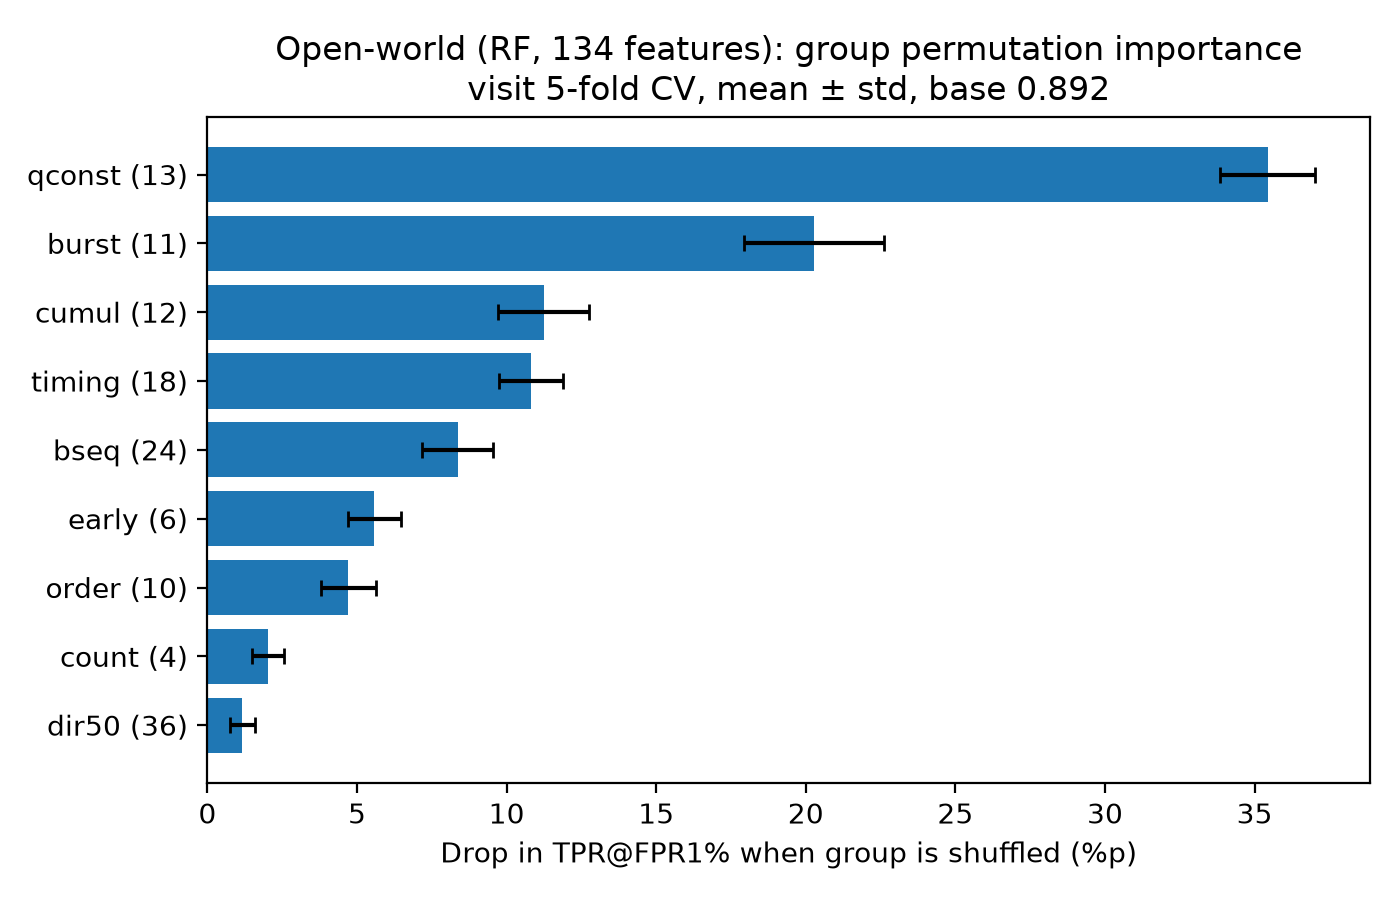 Open-world (RF, 134 features): group permutation importance
visit 5-fold CV, mean ± std, base 0.892
qconst (13)
burst (11)
cumul (12)
timing (18)
bseq (24)
early (6)
order (10)
count (4)
dir50 (36)
0 5 10 15 20 25 30 35
Drop in TPR@FPR1% when group is shuffled (%p)